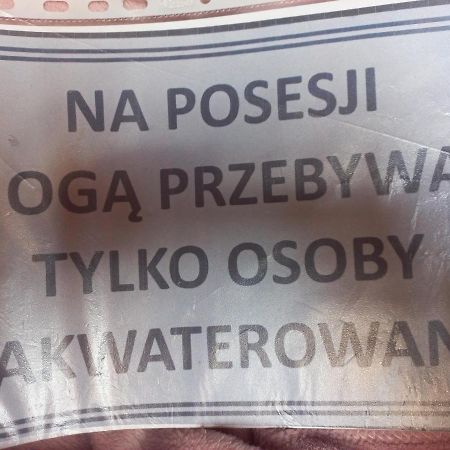 NA POSESJI
OGĄ PRZEBYWA
TYLKO OSOBY
AKWATEROWAN